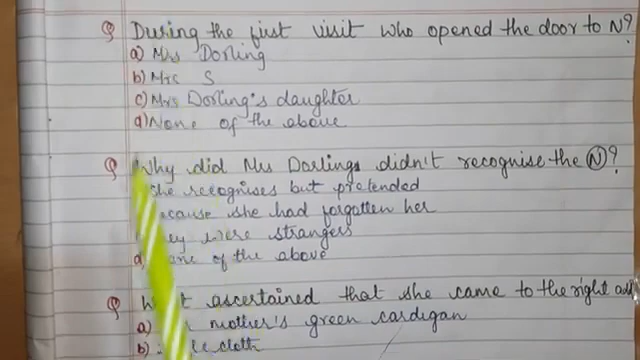 Q During the first visit who opened the door to N?
a) Mrs Dorling
b) Mrs S
c) Mrs Dorling's daughter
d) None of the above
Q Why did Mrs Dorling didn't recognise the N?
She recognises but pretended
because she had forgotten her
were strangers
d) of the above
Q ascertained that she came to the right
a) mother's green cardigan
b) cloth